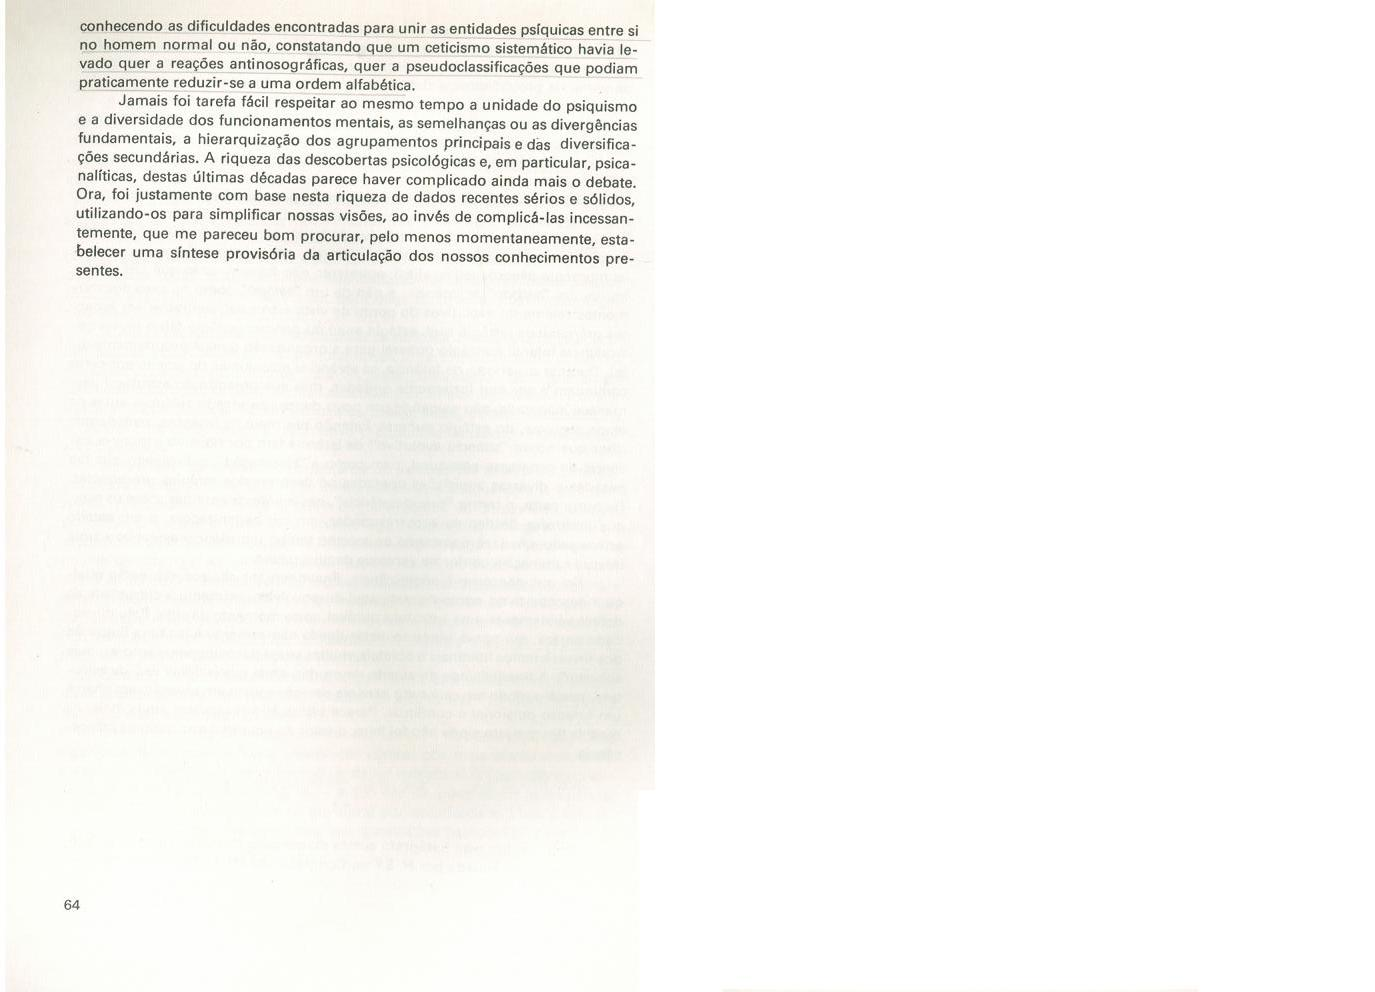 conhecendo as dificuldades encontradas para unir as entidades psíquicas entre si
no homem normal ou não, constatando que um ceticismo sistemático havia le-
vado quer a reações antinosográficas, quer a pseudoclassificações que podiam
praticamente reduzir-se a uma ordem alfabética.
Jamais foi tarefa fácil respeitar ao mesmo tempo a unidade do psiquismo
e a diversidade dos funcionamentos mentais, as semelhanças ou as divergências
fundamentais, a hierarquização dos agrupamentos principais e das diversifica-
ções secundárias. A riqueza das descobertas psicológicas e, em particular, psica-
nalíticas, destas últimas décadas parece haver complicado ainda mais o debate.
Ora, foi justamente com base nesta riqueza de dados recentes sérios e sólidos,
utilizando-os para simplificar nossas visões, ao invés de complicá-las incessan-
temente, que me pareceu bom procurar, pelo menos momentaneamente, esta-
belecer uma síntese provisória da articulação dos nossos conhecimentos pre-
sentes.
64